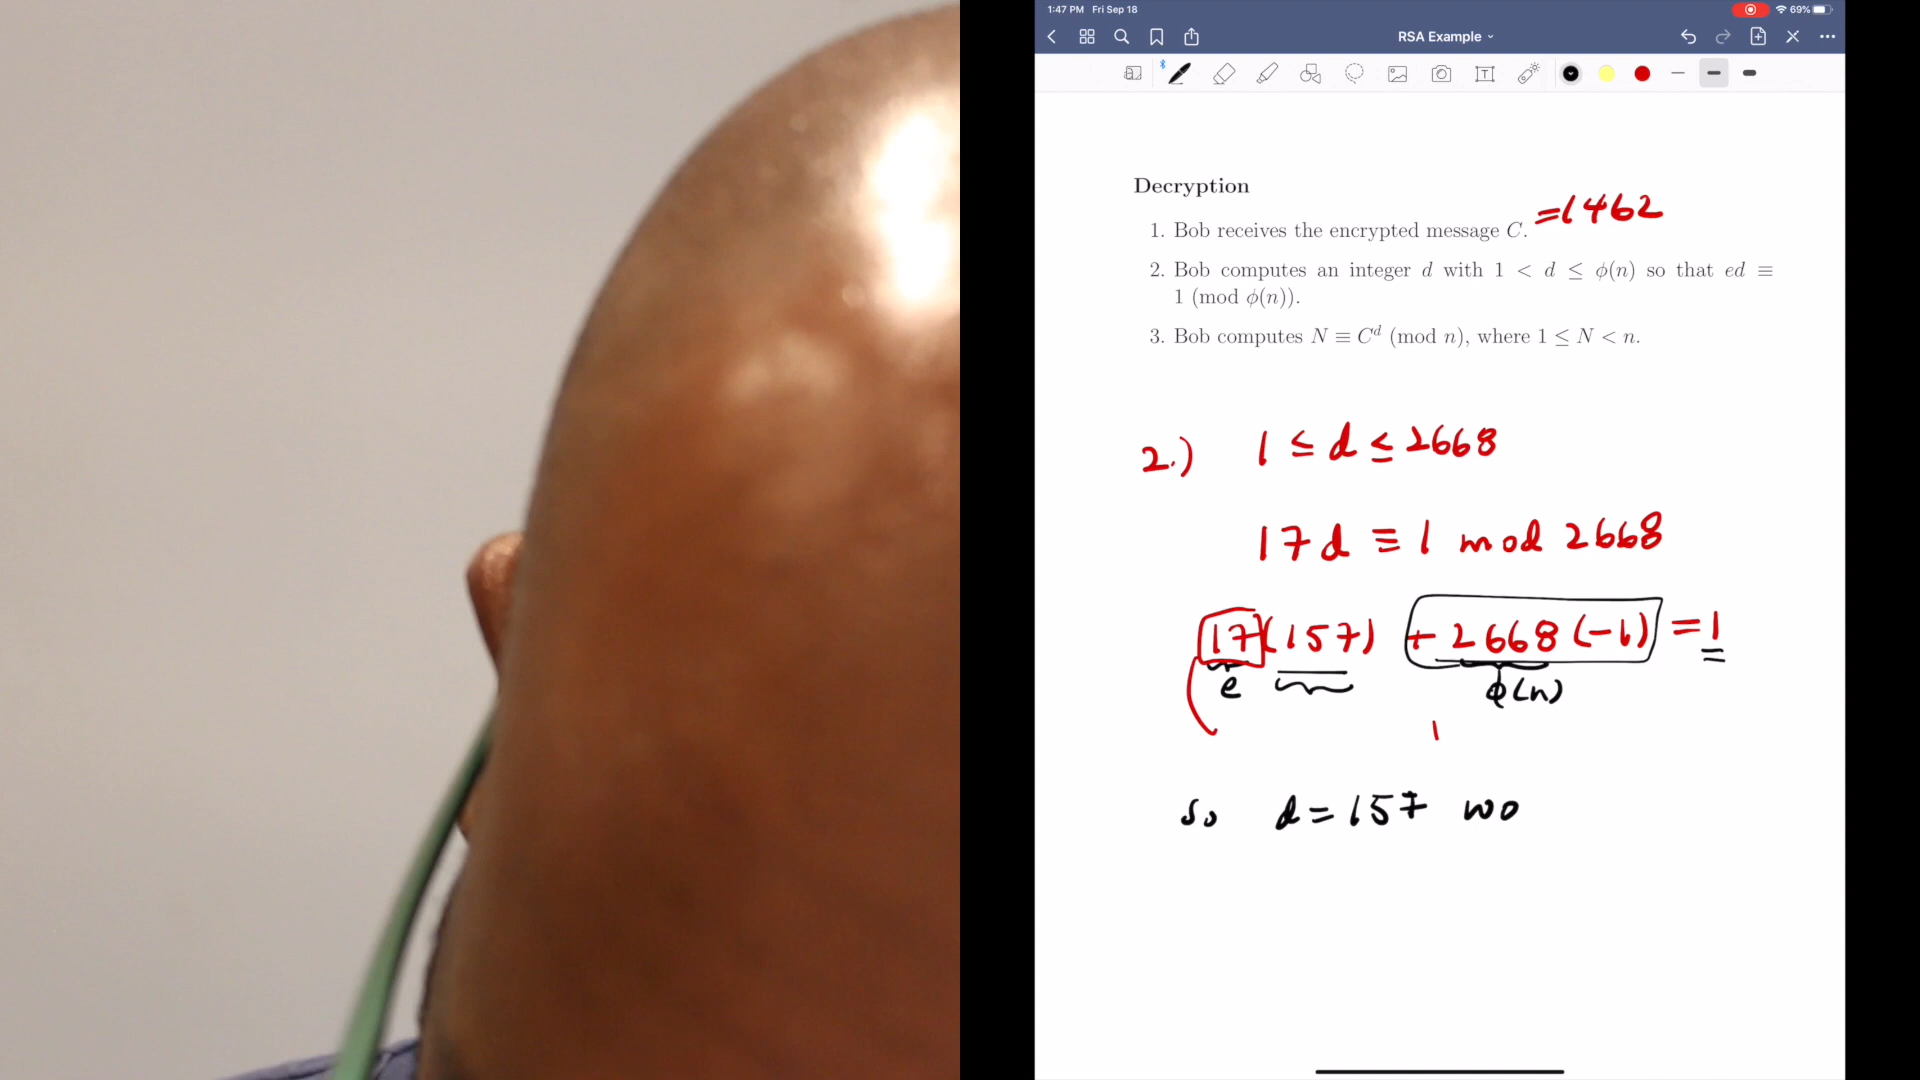 1:47 PM Fri Sep 18 69%
RSA Example
Decryption
1. Bob receives the encrypted message C. =1462
2. Bob computes an integer d with 1 < d ≤ ϕ(n) so that ed ≡
1 (mod ϕ(n)).
3. Bob computes N ≡ C^d (mod n), where 1 ≤ N < n.
2.) 1 ≤ d ≤ 2668
17d ≡ 1 mod 2668
17(157) + 2668(-1) = 1
e ϕ(n)
so d = 157 wo